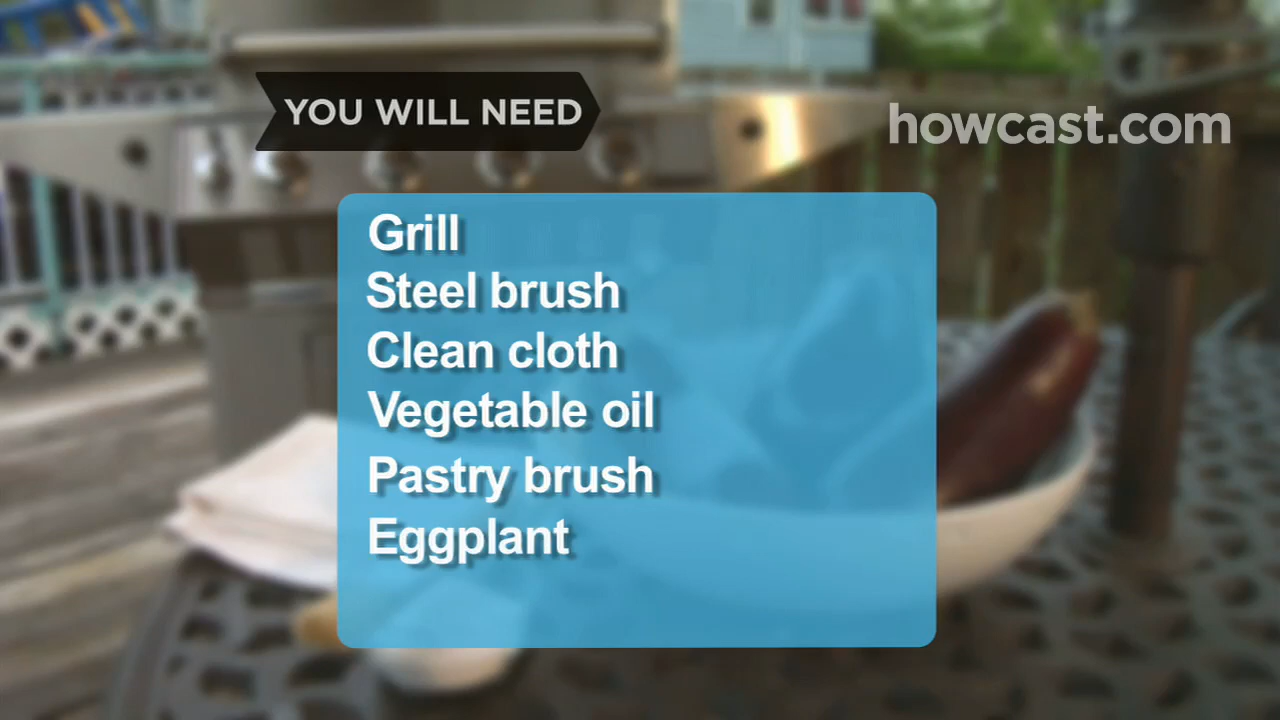 YOU WILL NEED
howcast.com
Grill
Steel brush
Clean cloth
Vegetable oil
Pastry brush
Eggplant